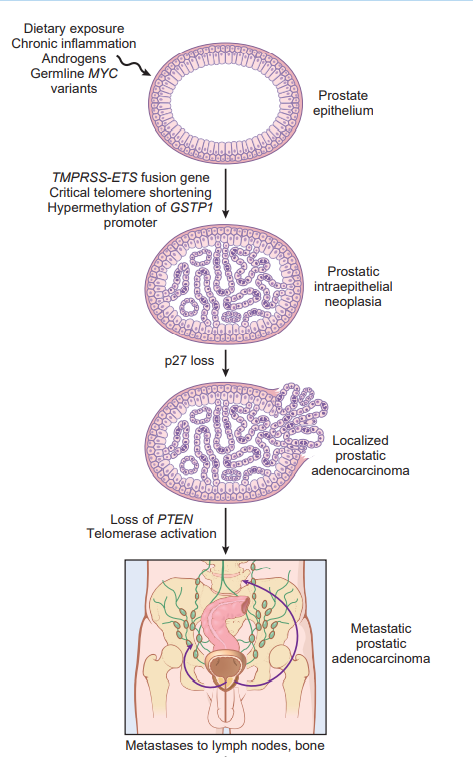 Dietary exposure
Chronic inflammation
Androgens
Germline MYC
variants
Prostate
epithelium
TMPRSS-ETS fusion gene
Critical telomere shortening
Hypermethylation of GSTP1
promoter
Prostatic
intraepithelial
neoplasia
p27 loss
Localized
prostatic
adenocarcinoma
Loss of PTEN
Telomerase activation
Metastatic
prostatic
adenocarcinoma
Metastases to lymph nodes, bone